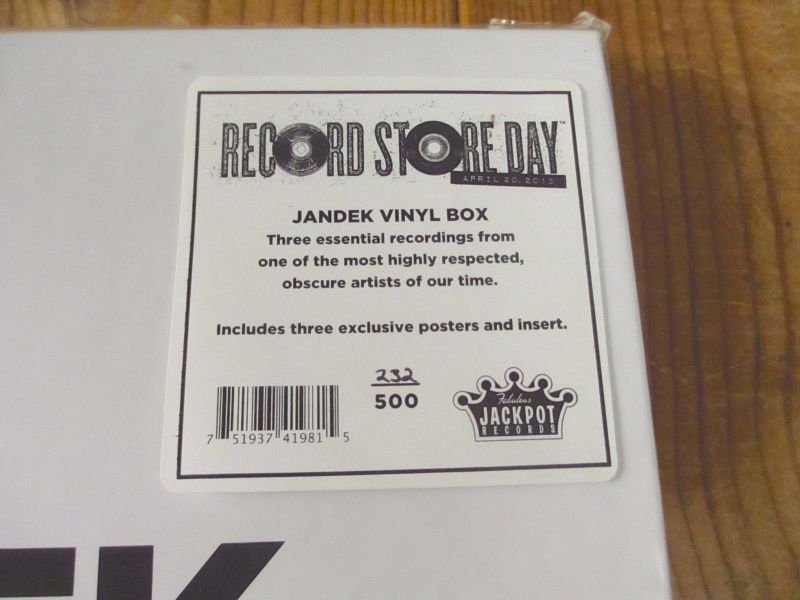 RECORD STORE DAY™
APRIL 20, 2013
JANDEK VINYL BOX
Three essential recordings from
one of the most highly respected,
obscure artists of our time.
Includes three exclusive posters and insert.
232
500
7 51937 41981 5
Fabulous
JACKPOT
RECORDS
EK